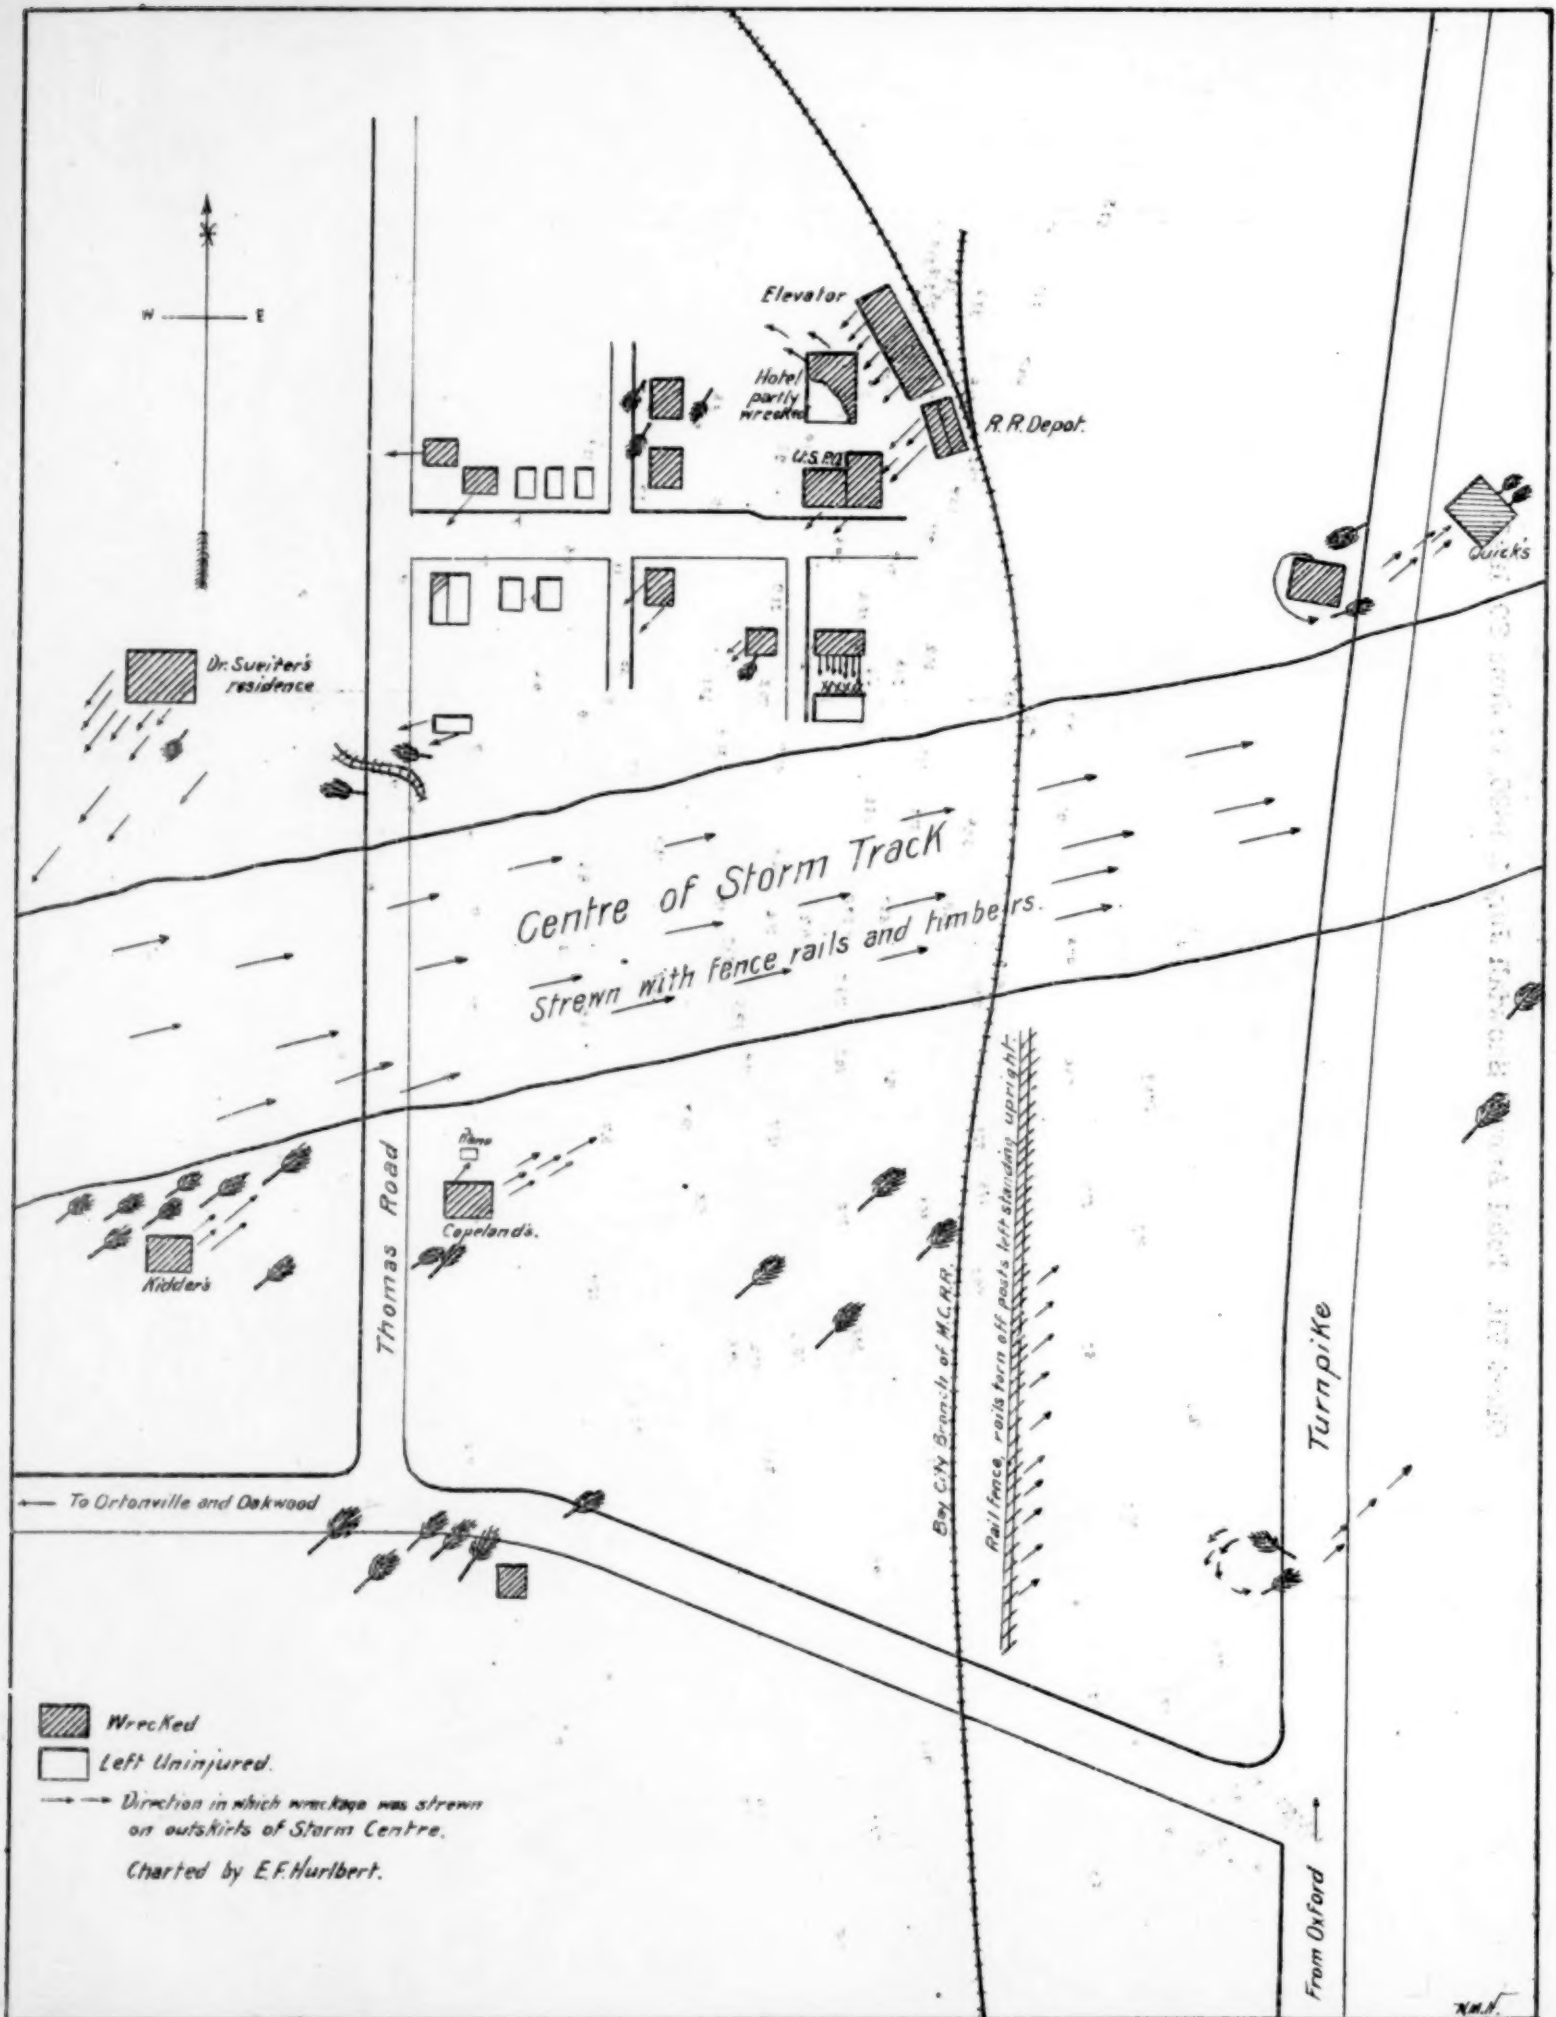 W E
Elevator
Hotel
partly
wrecked
R.R. Depot.
U.S.P.O.
Quick's
Dr. Sueiter's
residence
Centre of Storm Track
Strewn with fence rails and timbers.
Piano
Copeland's.
Kidder's
Thomas Road
Bay City Branch of M.C.R.R.
Rail fence, rails torn off posts left standing upright
Turnpike
To Ortonville and Oakwood
Wrecked
Left Uninjured.
Direction in which wreckage was strewn
on outskirts of Storm Centre.
Charted by E.F. Hurlbert.
From Oxford